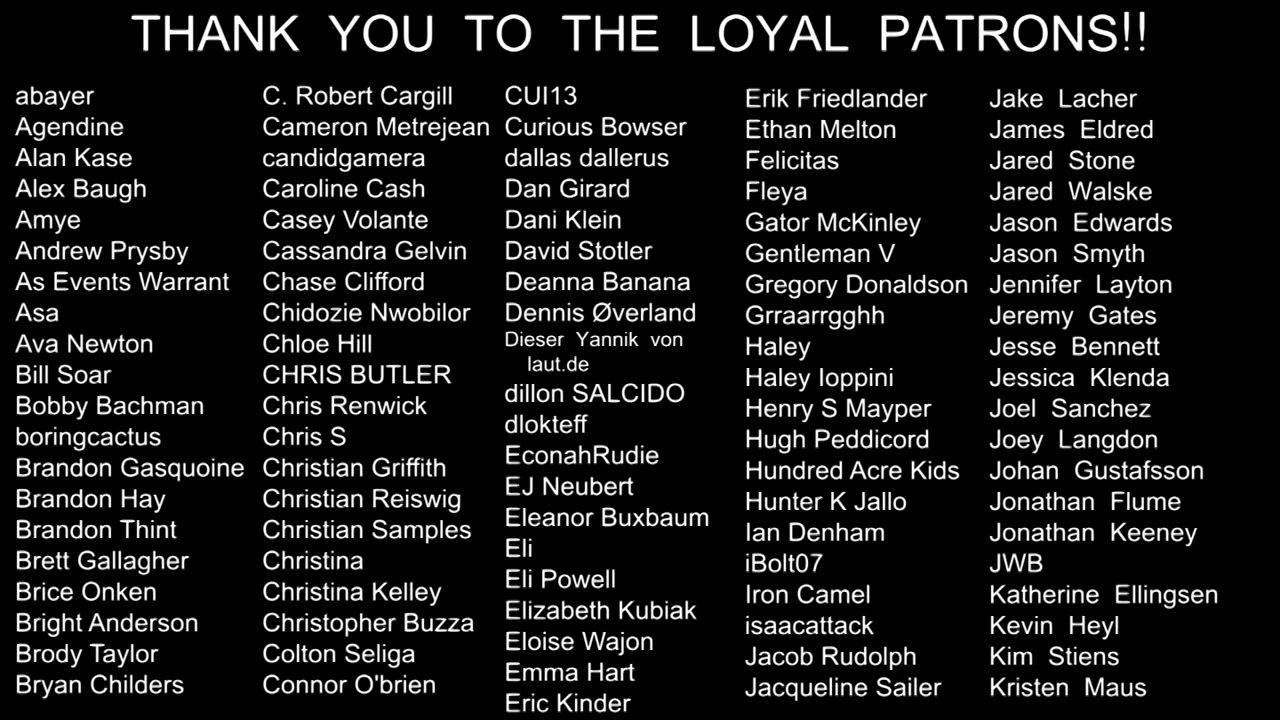 THANK YOU TO THE LOYAL PATRONS!!
abayer
Agendine
Alan Kase
Alex Baugh
Amye
Andrew Prysby
As Events Warrant
Asa
Ava Newton
Bill Soar
Bobby Bachman
boringcactus
Brandon Gasquoine
Brandon Hay
Brandon Thint
Brett Gallagher
Brice Onken
Bright Anderson
Brody Taylor
Bryan Childers
C. Robert Cargill
Cameron Metrejean
candidgamera
Caroline Cash
Casey Volante
Cassandra Gelvin
Chase Clifford
Chidozie Nwobilor
Chloe Hill
CHRIS BUTLER
Chris Renwick
Chris S
Christian Griffith
Christian Reiswig
Christian Samples
Christina
Christina Kelley
Christopher Buzza
Colton Seliga
Connor O'brien
CUI13
Curious Bowser
dallas dallerus
Dan Girard
Dani Klein
David Stotler
Deanna Banana
Dennis Øverland
Dieser Yannik von
laut.de
dillon SALCIDO
dlokteff
EconahRudie
EJ Neubert
Eleanor Buxbaum
Eli
Eli Powell
Elizabeth Kubiak
Eloise Wajon
Emma Hart
Eric Kinder
Erik Friedlander
Ethan Melton
Felicitas
Fleya
Gator McKinley
Gentleman V
Gregory Donaldson
Grraarrgghh
Haley
Haley Ioppini
Henry S Mayper
Hugh Peddicord
Hundred Acre Kids
Hunter K Jallo
Ian Denham
iBolt07
Iron Camel
isaacattack
Jacob Rudolph
Jacqueline Sailer
Jake Lacher
James Eldred
Jared Stone
Jared Walske
Jason Edwards
Jason Smyth
Jennifer Layton
Jeremy Gates
Jesse Bennett
Jessica Klenda
Joel Sanchez
Joey Langdon
Johan Gustafsson
Jonathan Flume
Jonathan Keeney
JWB
Katherine Ellingsen
Kevin Heyl
Kim Stiens
Kristen Maus